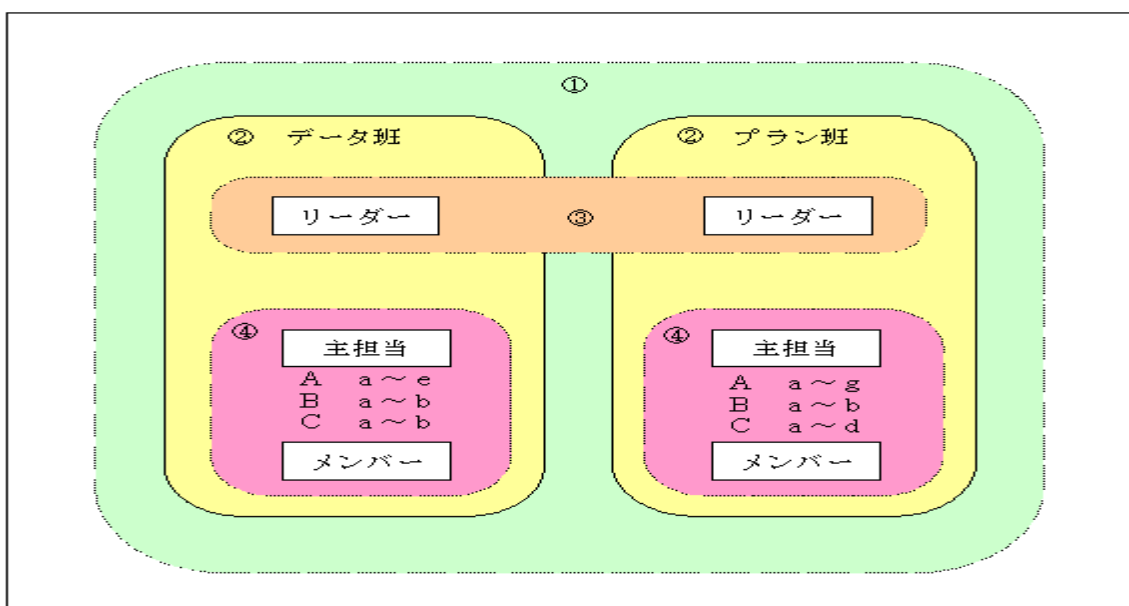 ①
② データ班
② プラン班
リーダー
③
リーダー
④
主担当
A a～e
B a～b
C a～b
メンバー
④
主担当
A a～g
B a～b
C a～d
メンバー